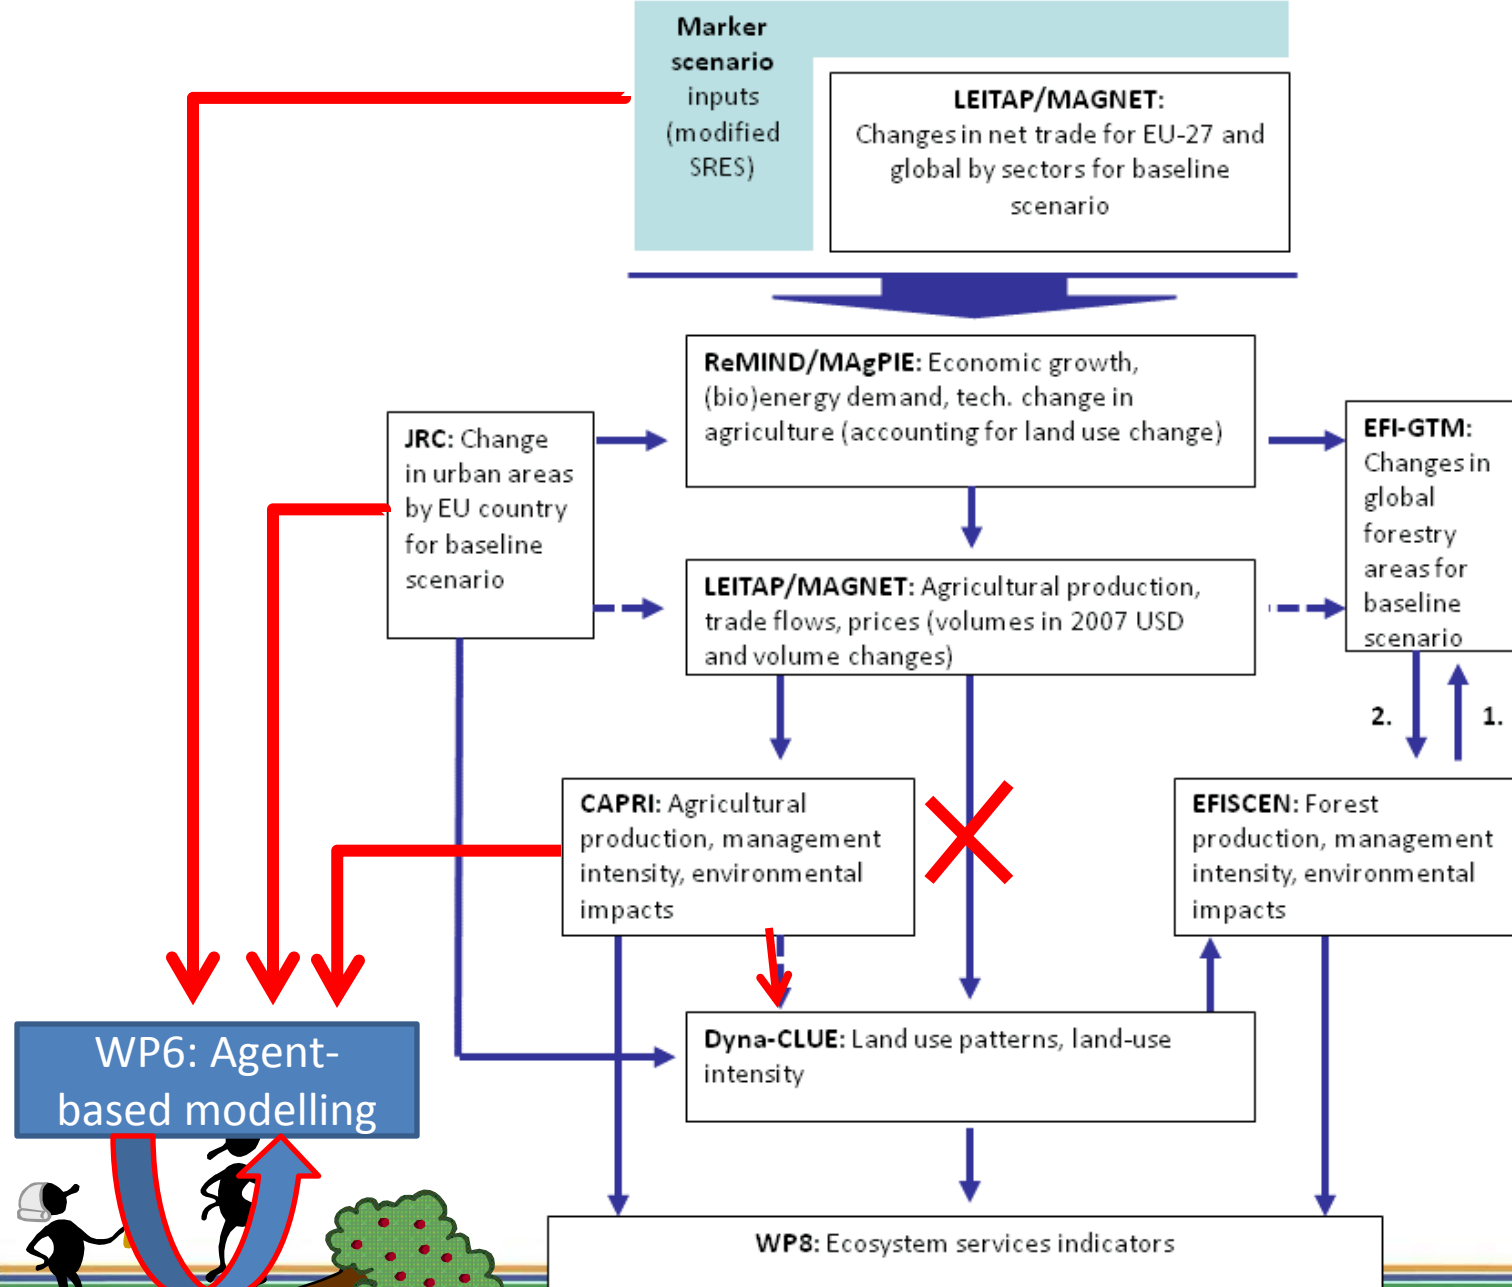 Marker
scenario
inputs
(modified
SRES)
LEITAP/MAGNET:
Changes in net trade for EU-27 and
global by sectors for baseline
scenario
ReMIND/MAgPIE: Economic growth,
(bio)energy demand, tech. change in
agriculture (accounting for land use change)
JRC: Change
in urban areas
by EU country
for baseline
scenario
EFI-GTM:
Changes in
global
forestry
areas for
baseline
scenario
LEITAP/MAGNET: Agricultural production,
trade flows, prices (volumes in 2007 USD
and volume changes)
2.
1.
CAPRI: Agricultural
production, management
intensity, environmental
impacts
EFISCEN: Forest
production, management
intensity, environmental
impacts
Dyna-CLUE: Land use patterns, land-use
intensity
WP6: Agent-
based modelling
WP8: Ecosystem services indicators